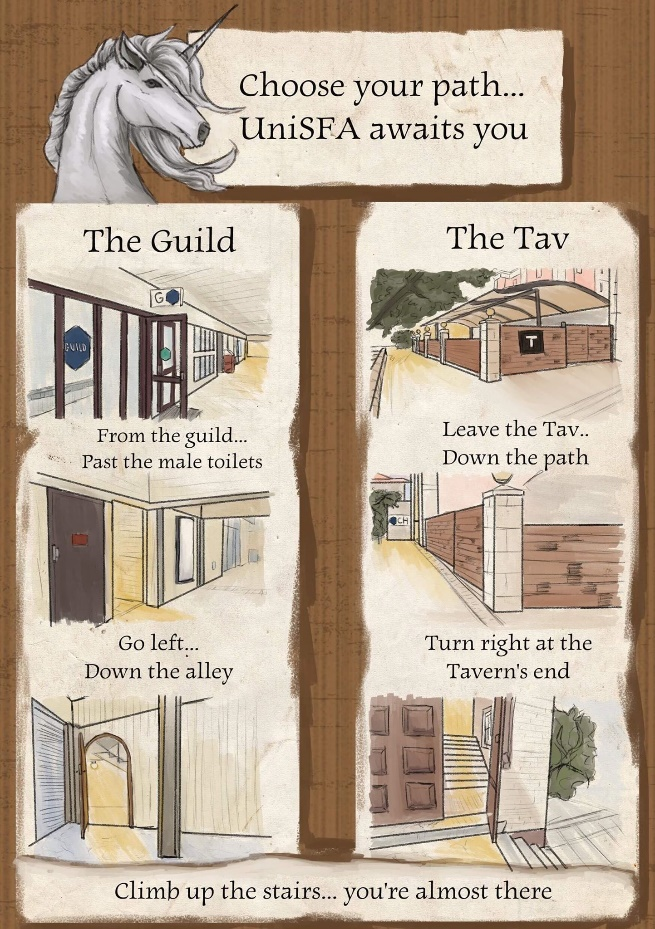 Choose your path...
UniSFA awaits you
The Guild
G
GUILD
From the guild...
Past the male toilets
Go left...
Down the alley
The Tav
T
Leave the Tav..
Down the path
CH
Turn right at the
Tavern's end
Climb up the stairs... you're almost there